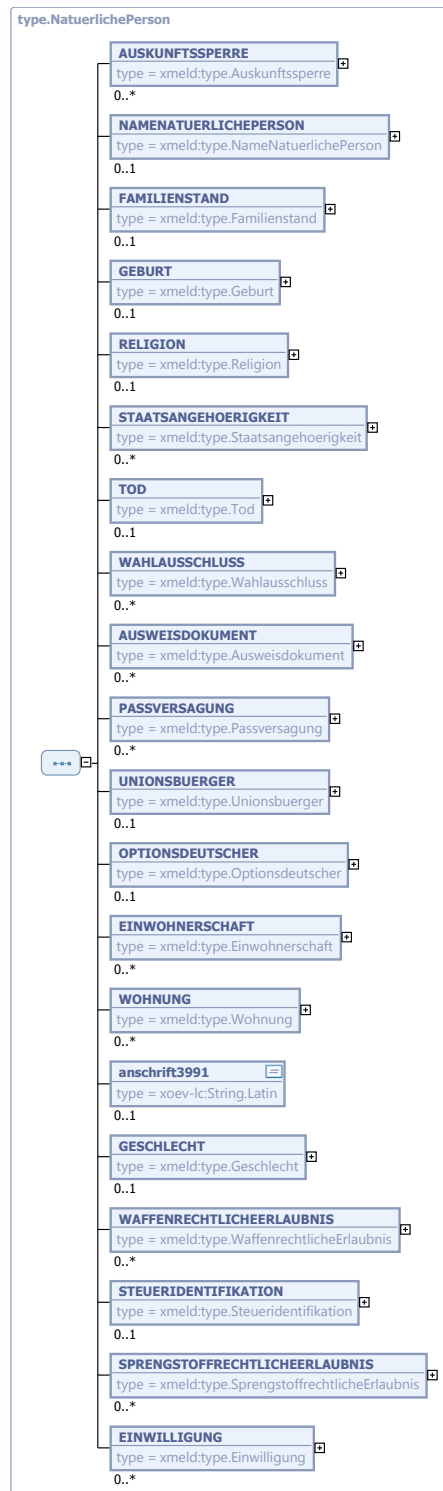 type.NatuerlichePerson
AUSKUNFTSSPERRE
type = xmeld:type.Auskunftssperre
0..*
NAMENATUERLICHEPERSON
type = xmeld:type.NameNatuerlichePerson
0..1
FAMILIENSTAND
type = xmeld:type.Familienstand
0..1
GEBURT
type = xmeld:type.Geburt
0..1
RELIGION
type = xmeld:type.Religion
0..1
STAATSANGEHOERIGKEIT
type = xmeld:type.Staatsangehoerigkeit
0..*
TOD
type = xmeld:type.Tod
0..1
WAHLAUSSCHLUSS
type = xmeld:type.Wahlausschluss
0..*
AUSWEISDOKUMENT
type = xmeld:type.Ausweisdokument
0..*
PASSVERSAGUNG
type = xmeld:type.Passversagung
0..*
UNIONSBUERGER
type = xmeld:type.Unionsbuerger
0..1
OPTIONSDEUTSCHER
type = xmeld:type.Optionsdeutscher
0..1
EINWOHNERSCHAFT
type = xmeld:type.Einwohnerschaft
0..*
WOHNUNG
type = xmeld:type.Wohnung
0..*
anschrift3991
type = xoev-lc:String.Latin
0..1
GESCHLECHT
type = xmeld:type.Geschlecht
0..1
WAFFENRECHTLICHEERLAUBNIS
type = xmeld:type.WaffenrechtlicheErlaubnis
0..*
STEUERIDENTIFIKATION
type = xmeld:type.Steueridentifikation
0..1
SPRENGSTOFFRECHTLICHEERLAUBNIS
type = xmeld:type.SprengstoffrechtlicheErlaubnis
0..*
EINWILLIGUNG
type = xmeld:type.Einwilligung
0..*